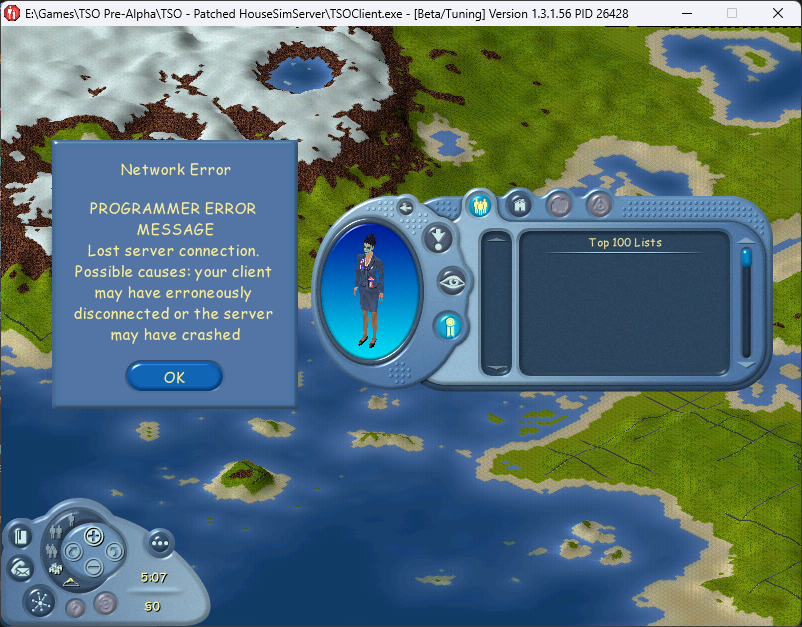 E:\Games\TSO Pre-Alpha\TSO - Patched HouseSimServer\TSOClient.exe - [Beta/Tuning] Version 1.3.1.56 PID 26428
Network Error
PROGRAMMER ERROR
MESSAGE
Lost server connection.
Possible causes: your client
may have erroneously
disconnected or the server
may have crashed
OK
Top 100 Lists
5:07
$0